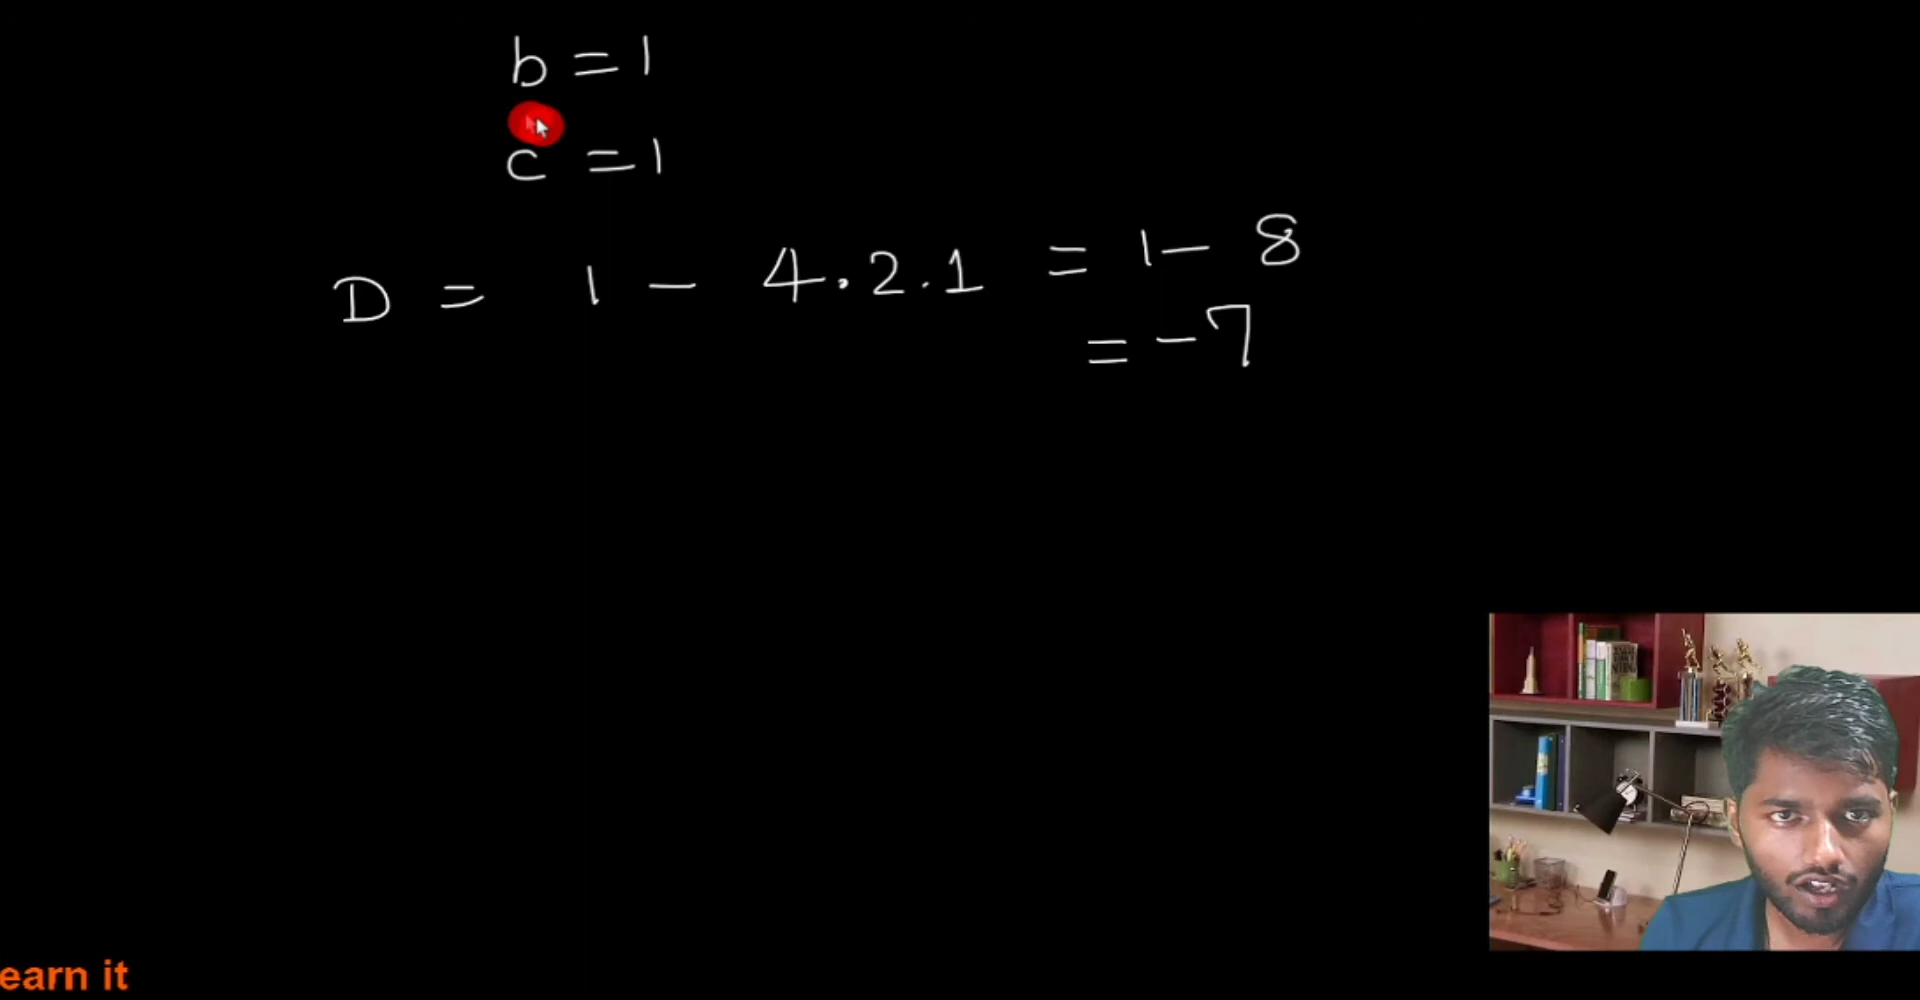 b = 1
c = 1
D = 1 - 4.2.1 = 1 - 8
= -7
earn it